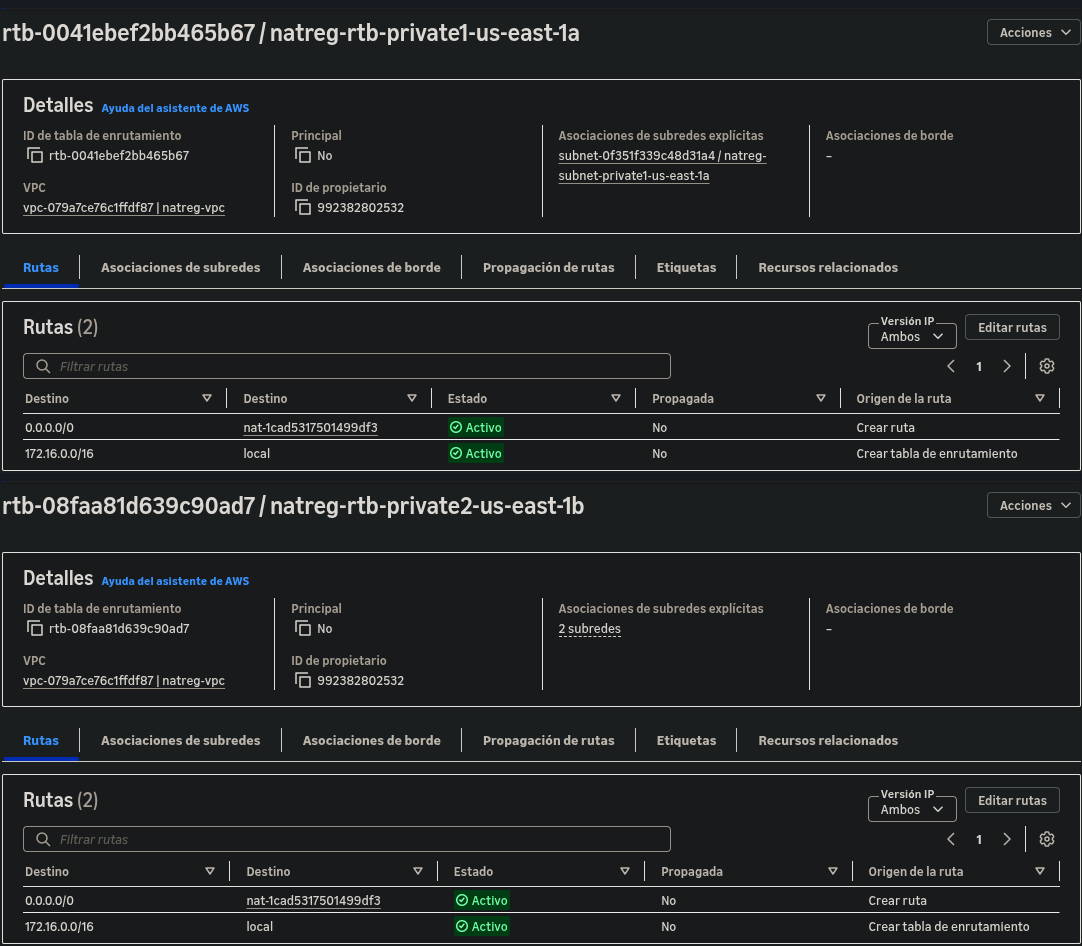 rtb-0041ebef2bb465b67 / natreg-rtb-private1-us-east-1a
Acciones
Detalles Ayuda del asistente de AWS
ID de tabla de enrutamiento
rtb-0041ebef2bb465b67
Principal
No
Asociaciones de subredes explícitas
subnet-0f351f339c48d31a4 / natreg-
subnet-private1-us-east-1a
Asociaciones de borde
–
VPC
vpc-079a7ce76c1ffdf87 | natreg-vpc
ID de propietario
992382802532
Rutas Asociaciones de subredes Asociaciones de borde Propagación de rutas Etiquetas Recursos relacionados
Rutas (2)
Versión IP
Ambos
Editar rutas
Filtrar rutas
1
Destino Destino Estado Propagada Origen de la ruta
0.0.0.0/0 nat-1cad5317501499df3 Activo No Crear ruta
172.16.0.0/16 local Activo No Crear tabla de enrutamiento
rtb-08faa81d639c90ad7 / natreg-rtb-private2-us-east-1b
Acciones
Detalles Ayuda del asistente de AWS
ID de tabla de enrutamiento
rtb-08faa81d639c90ad7
Principal
No
Asociaciones de subredes explícitas
2 subredes
Asociaciones de borde
–
VPC
vpc-079a7ce76c1ffdf87 | natreg-vpc
ID de propietario
992382802532
Rutas Asociaciones de subredes Asociaciones de borde Propagación de rutas Etiquetas Recursos relacionados
Rutas (2)
Versión IP
Ambos
Editar rutas
Filtrar rutas
1
Destino Destino Estado Propagada Origen de la ruta
0.0.0.0/0 nat-1cad5317501499df3 Activo No Crear ruta
172.16.0.0/16 local Activo No Crear tabla de enrutamiento